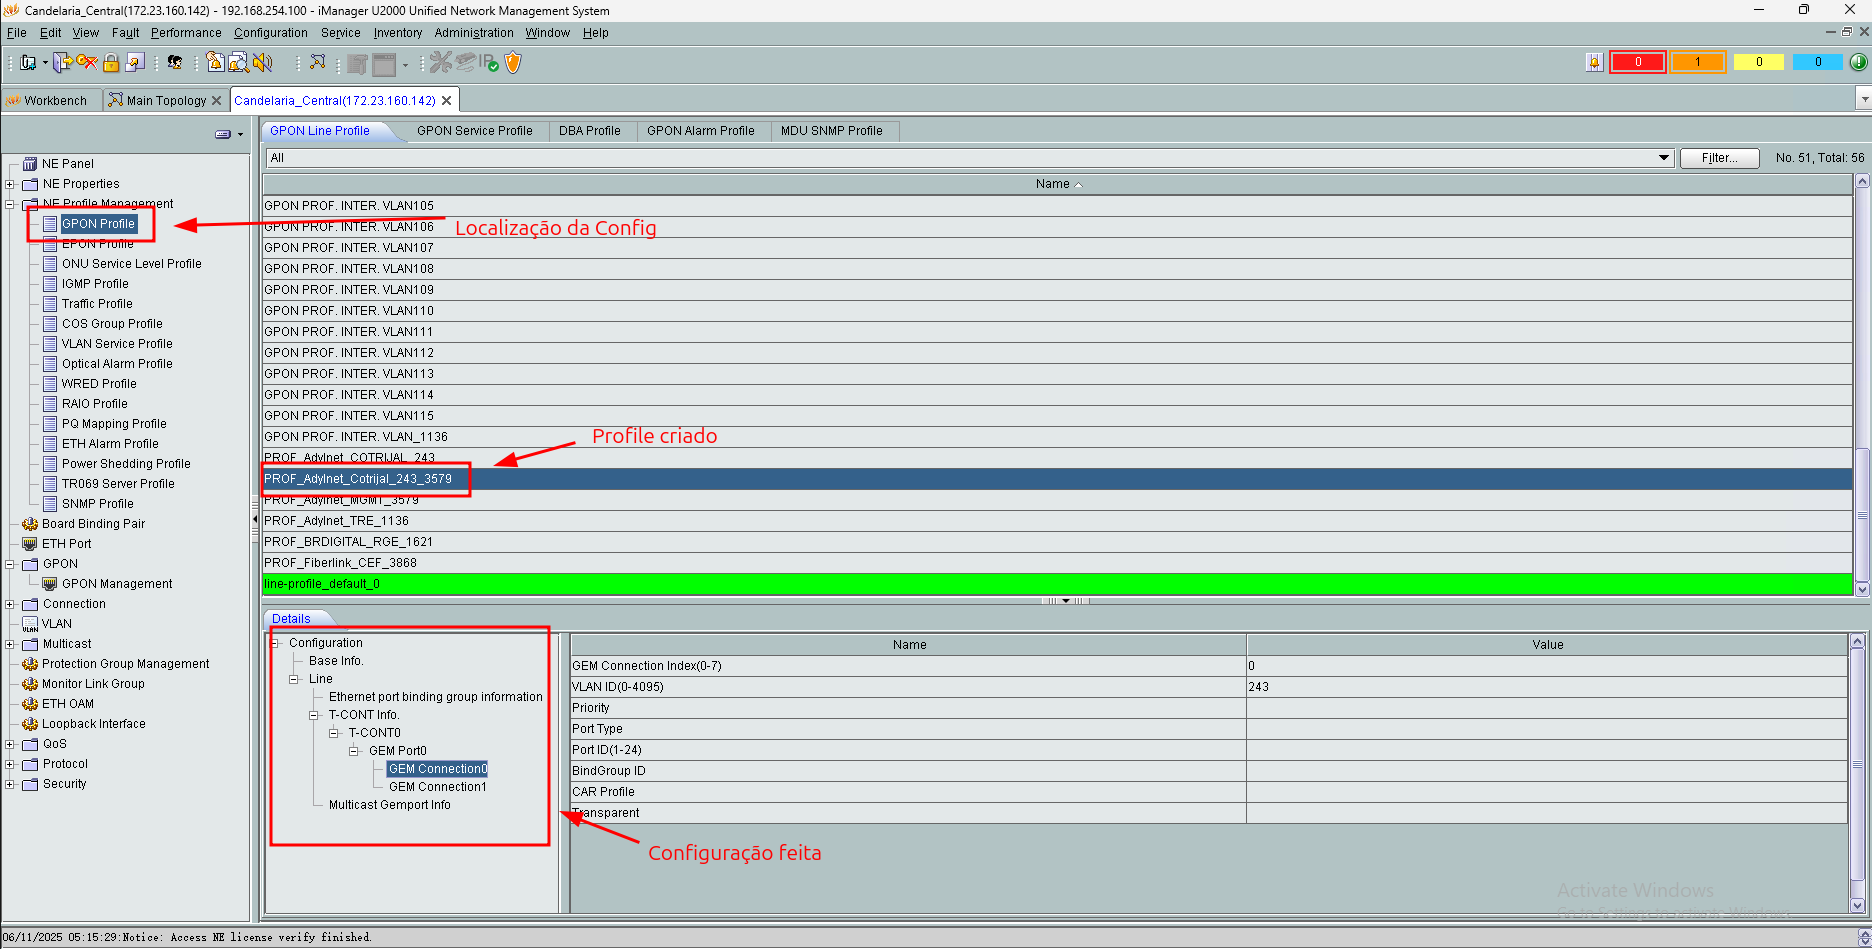 Candelaria_Central(172.23.160.142) - 192.168.254.100 - iManager U2000 Unified Network Management System
File Edit View Fault Performance Configuration Service Inventory Administration Window Help
IP 0 1 0 0
Workbench Main Topology Candelaria_Central(172.23.160.142)
NE Panel
NE Properties
NE Profile Management
GPON Profile
EPON Profile
ONU Service Level Profile
IGMP Profile
Traffic Profile
COS Group Profile
VLAN Service Profile
Optical Alarm Profile
WRED Profile
RAIO Profile
PQ Mapping Profile
ETH Alarm Profile
Power Shedding Profile
TR069 Server Profile
SNMP Profile
Board Binding Pair
ETH Port
GPON
GPON Management
Connection
VLAN
Multicast
Protection Group Management
Monitor Link Group
ETH OAM
Loopback Interface
QoS
Protocol
Security
GPON Line Profile GPON Service Profile DBA Profile GPON Alarm Profile MDU SNMP Profile
All Filter... No. 51, Total: 56
Name
GPON PROF. INTER. VLAN105
GPON PROF. INTER. VLAN106
Localização da Config
GPON PROF. INTER. VLAN107
GPON PROF. INTER. VLAN108
GPON PROF. INTER. VLAN109
GPON PROF. INTER. VLAN110
GPON PROF. INTER. VLAN111
GPON PROF. INTER. VLAN112
GPON PROF. INTER. VLAN113
GPON PROF. INTER. VLAN114
GPON PROF. INTER. VLAN115
GPON PROF. INTER. VLAN_1136
Profile criado
PROF_Adylnet_COTRIJAL_243
PROF_Adylnet_Cotrijal_243_3579
PROF_Adylnet_MGMT_3579
PROF_Adylnet_TRE_1136
PROF_BRDIGITAL_RGE_1621
PROF_Fiberlink_CEF_3868
line-profile_default_0
Details
Configuration
Base Info.
Line
Ethernet port binding group information
T-CONT Info.
T-CONT0
GEM Port0
GEM Connection0
GEM Connection1
Multicast Gemport Info
Name Value
GEM Connection Index(0-7) 0
VLAN ID(0-4095) 243
Priority
Port Type
Port ID(1-24)
BindGroup ID
CAR Profile
Transparent
Configuração feita
Activate Windows
Go to Settings to activate Windows.
06/11/2025 05:15:29:Notice: Access NE license verify finished.